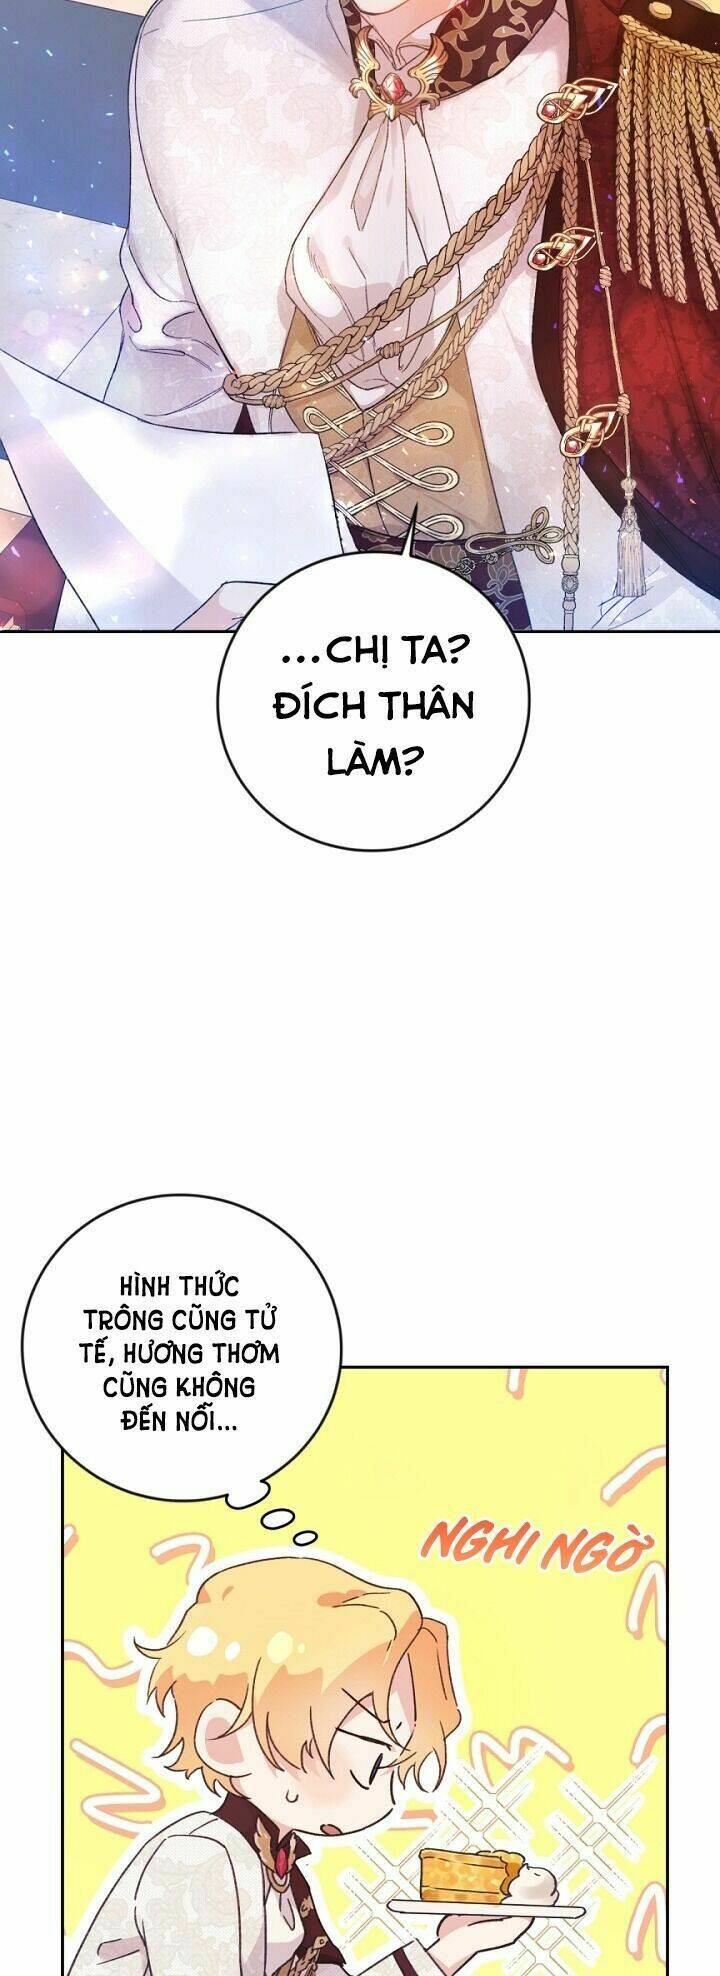 ...CHỊ TA?
ĐÍCH THÂN
LÀM?
HÌNH THỨC
TRÔNG CŨNG TỬ
TẾ, HƯƠNG THƠM
CŨNG KHÔNG
ĐẾN NỖI...
NGHI NGỜ